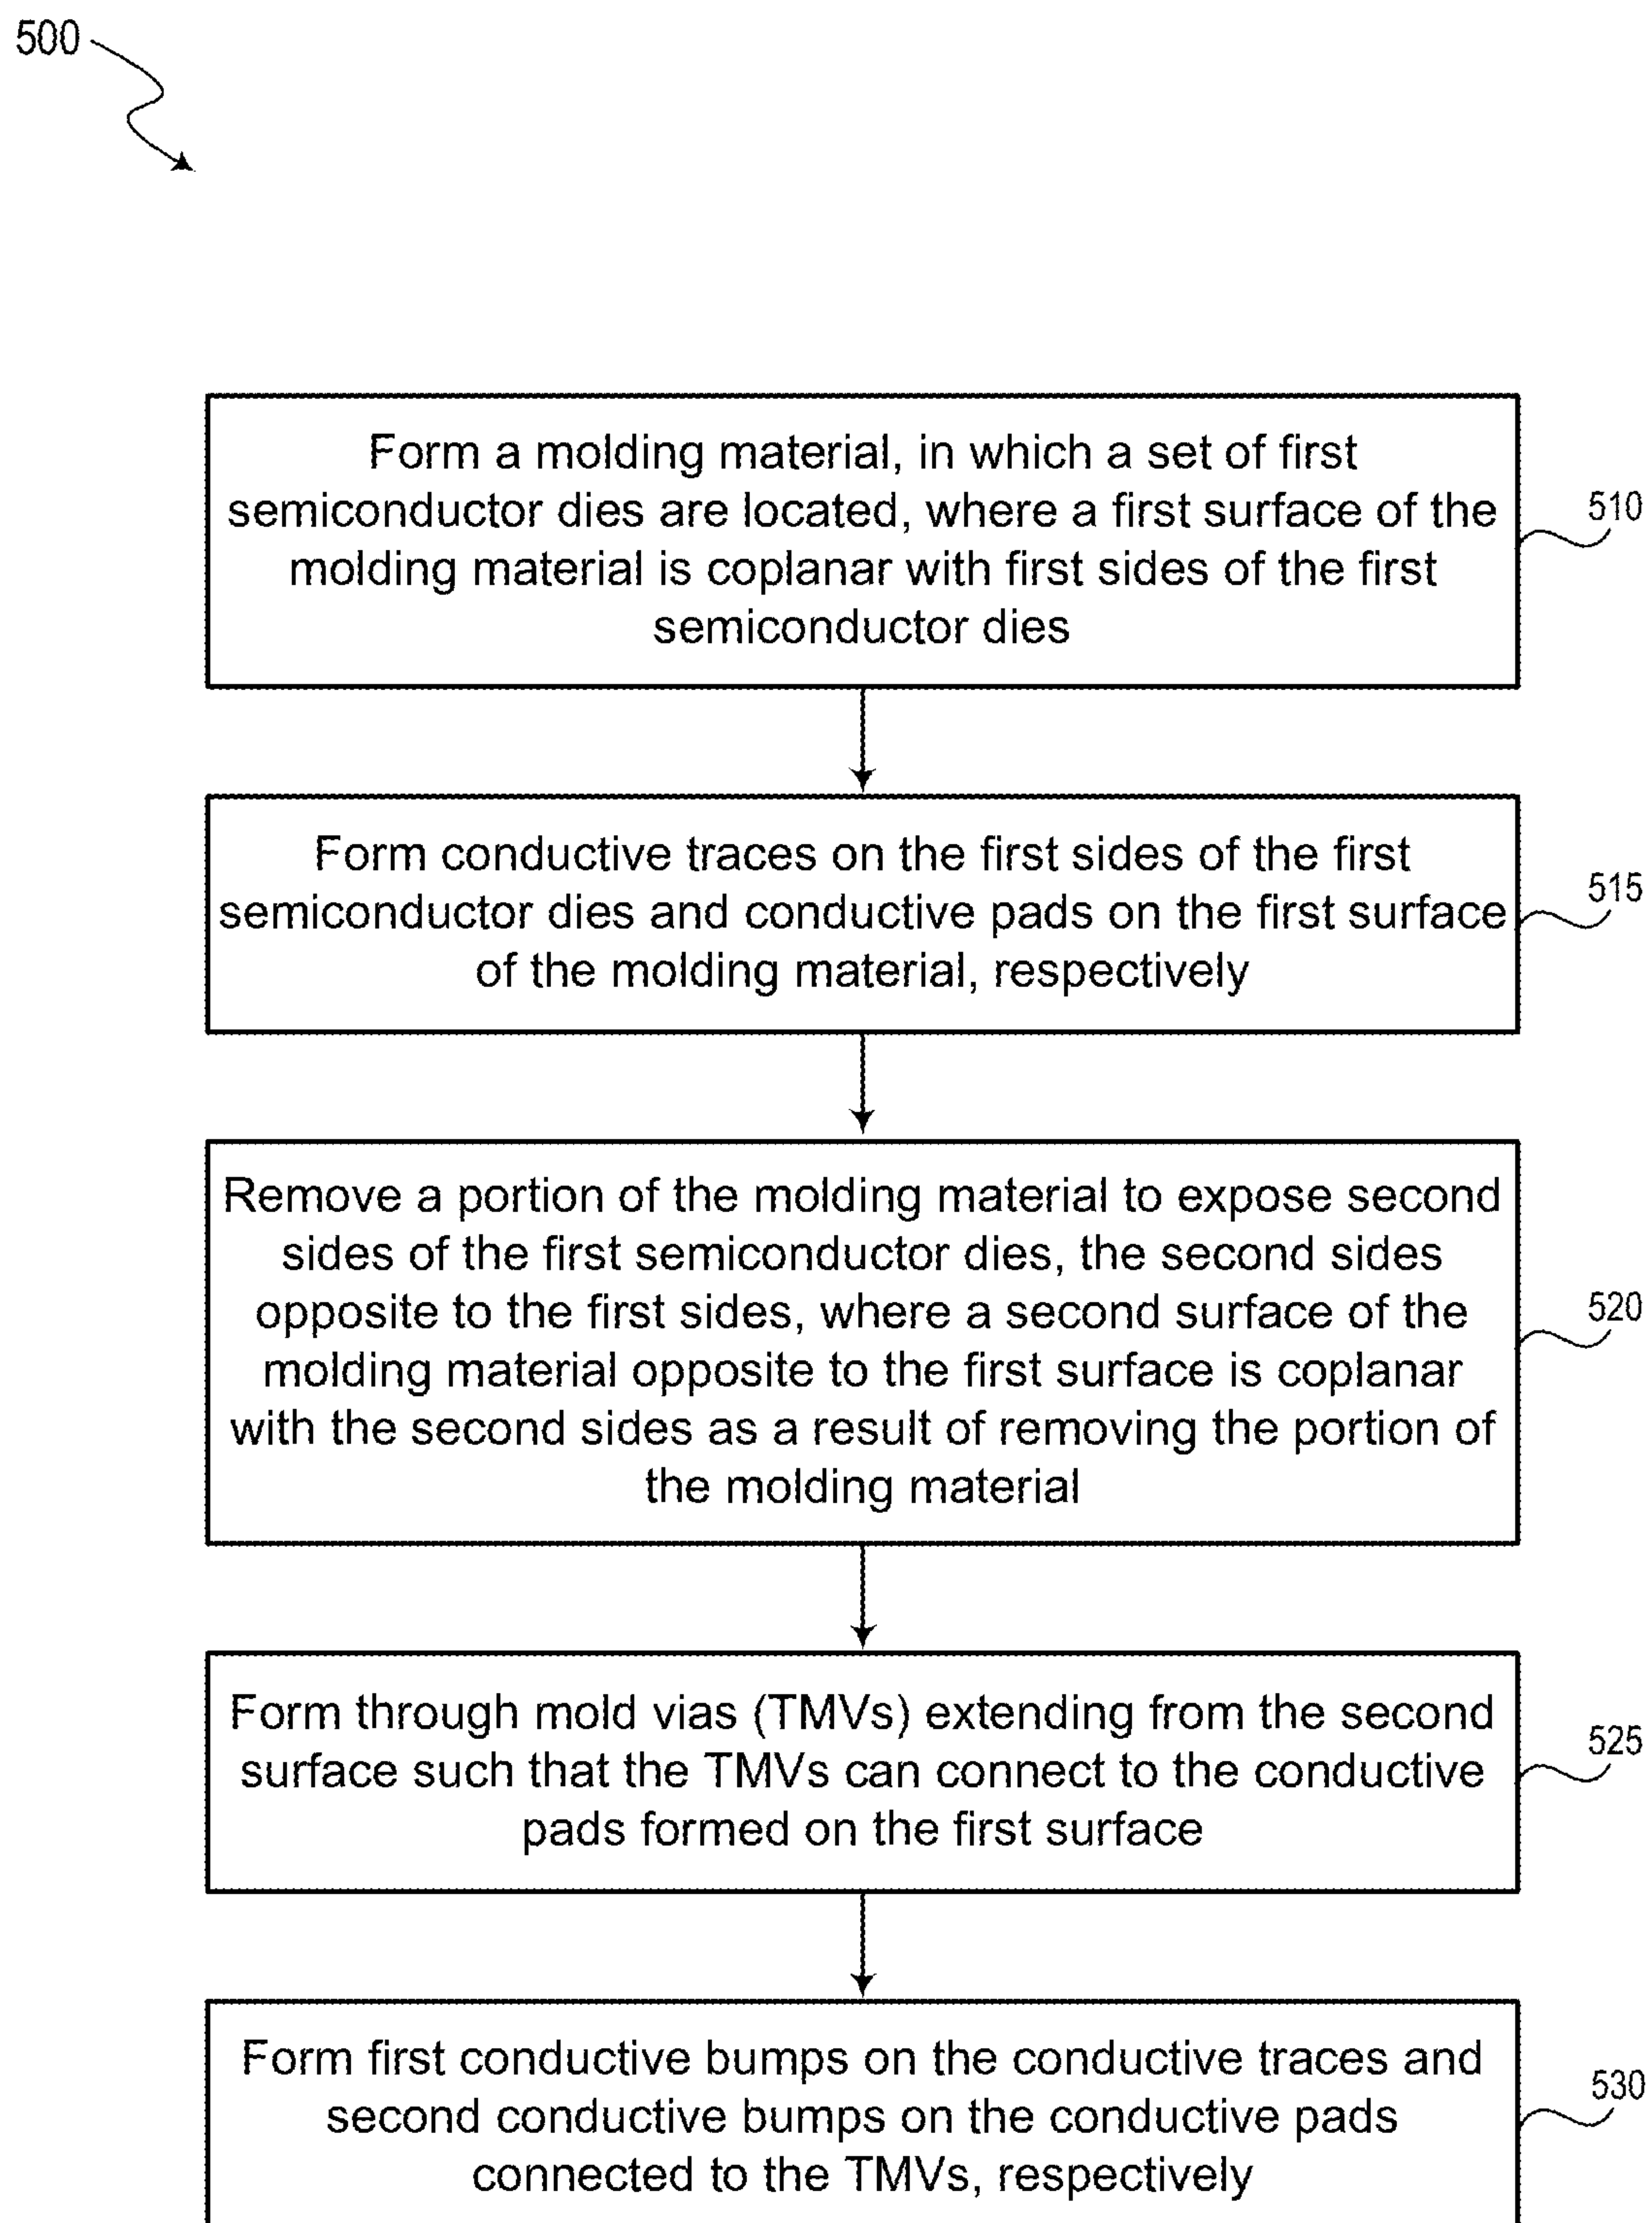 500
Form a molding material, in which a set of first
semiconductor dies are located, where a first surface of the
molding material is coplanar with first sides of the first
semiconductor dies
510
Form conductive traces on the first sides of the first
semiconductor dies and conductive pads on the first surface
of the molding material, respectively
515
Remove a portion of the molding material to expose second
sides of the first semiconductor dies, the second sides
opposite to the first sides, where a second surface of the
molding material opposite to the first surface is coplanar
with the second sides as a result of removing the portion of
the molding material
520
Form through mold vias (TMVs) extending from the second
surface such that the TMVs can connect to the conductive
pads formed on the first surface
525
Form first conductive bumps on the conductive traces and
second conductive bumps on the conductive pads
connected to the TMVs, respectively
530